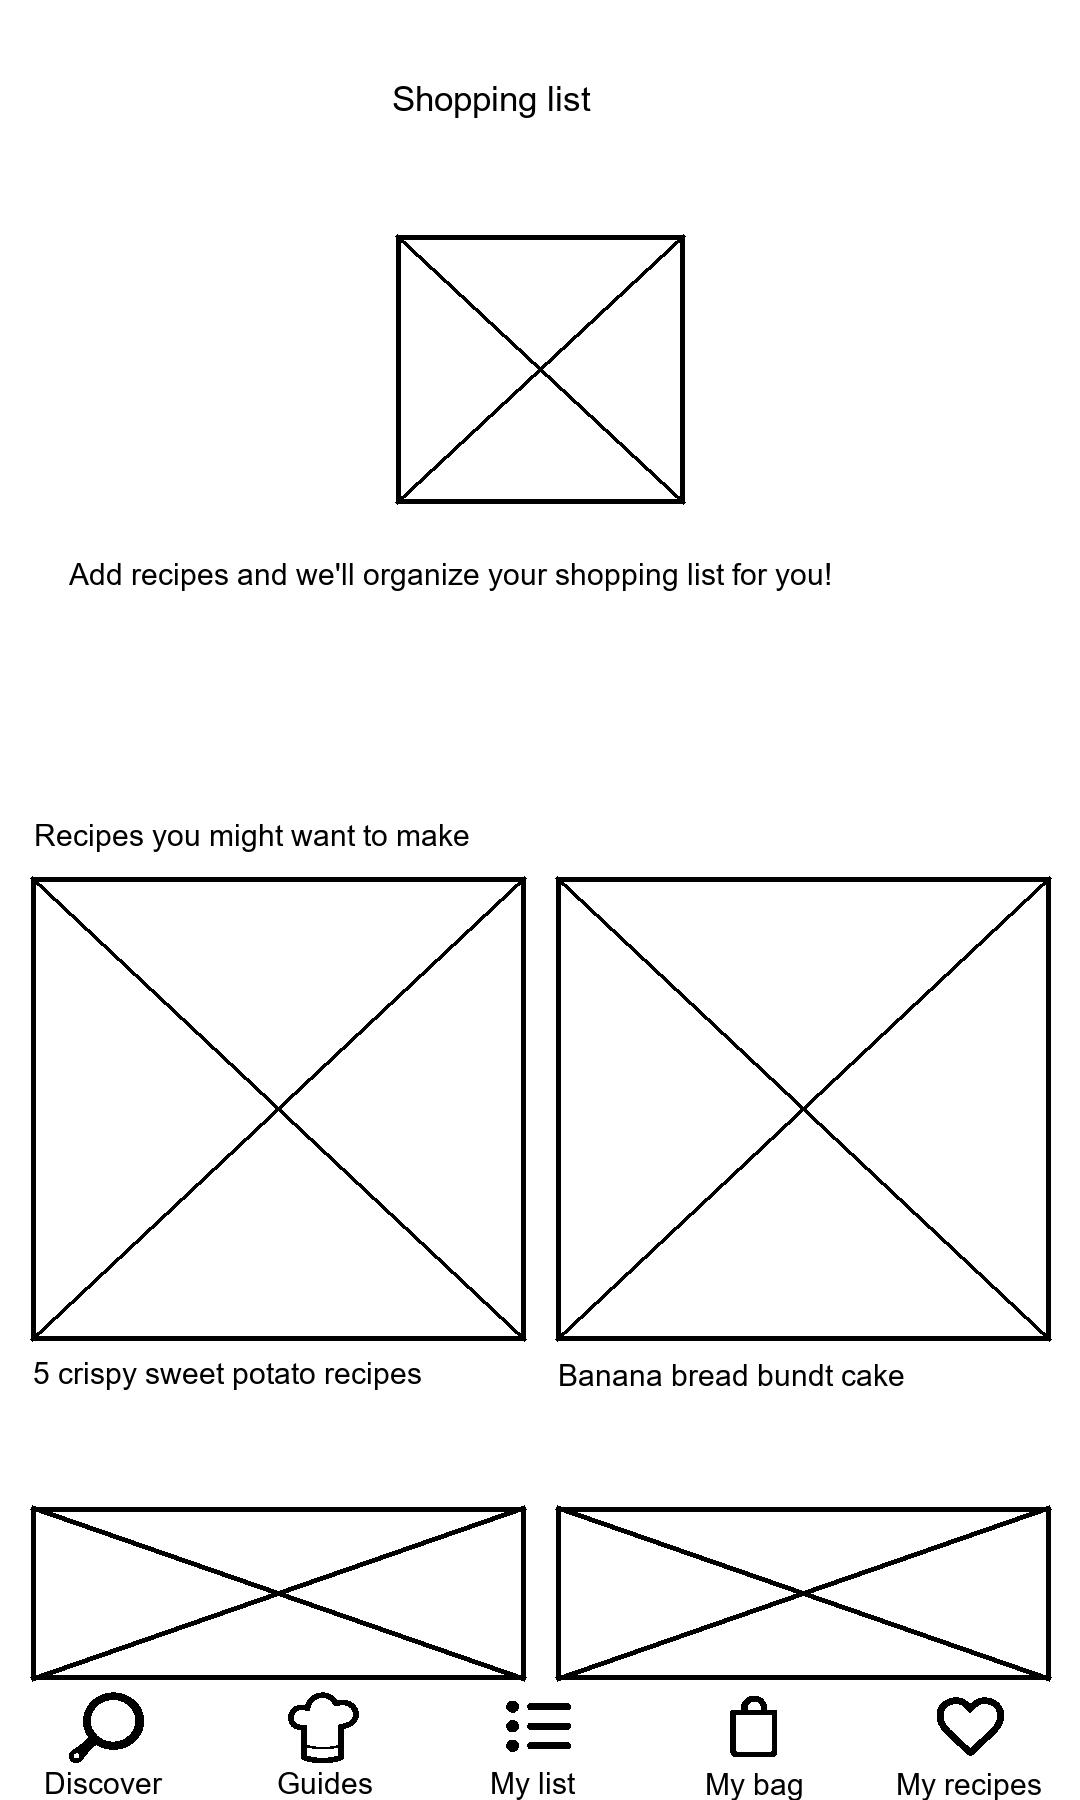 Shopping list
Add recipes and we'll organize your shopping list for you!
Recipes you might want to make
5 crispy sweet potato recipes
Banana bread bundt cake
Discover
Guides
My list
My bag
My recipes